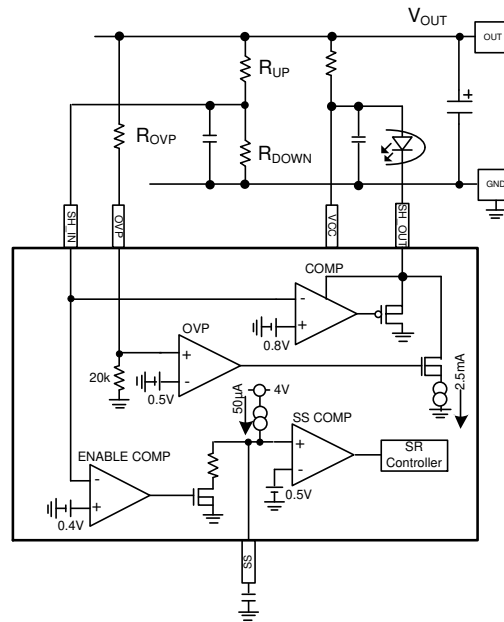 V_OUT
OUT
R_UP
R_OVP
R_DOWN
GND
SH_IN
OVP
VCC
SH_OUT
COMP
0.8V
OVP
20k
0.5V
50µA
4V
2.5mA
SS COMP
SR
Controller
0.5V
ENABLE COMP
0.4V
SS